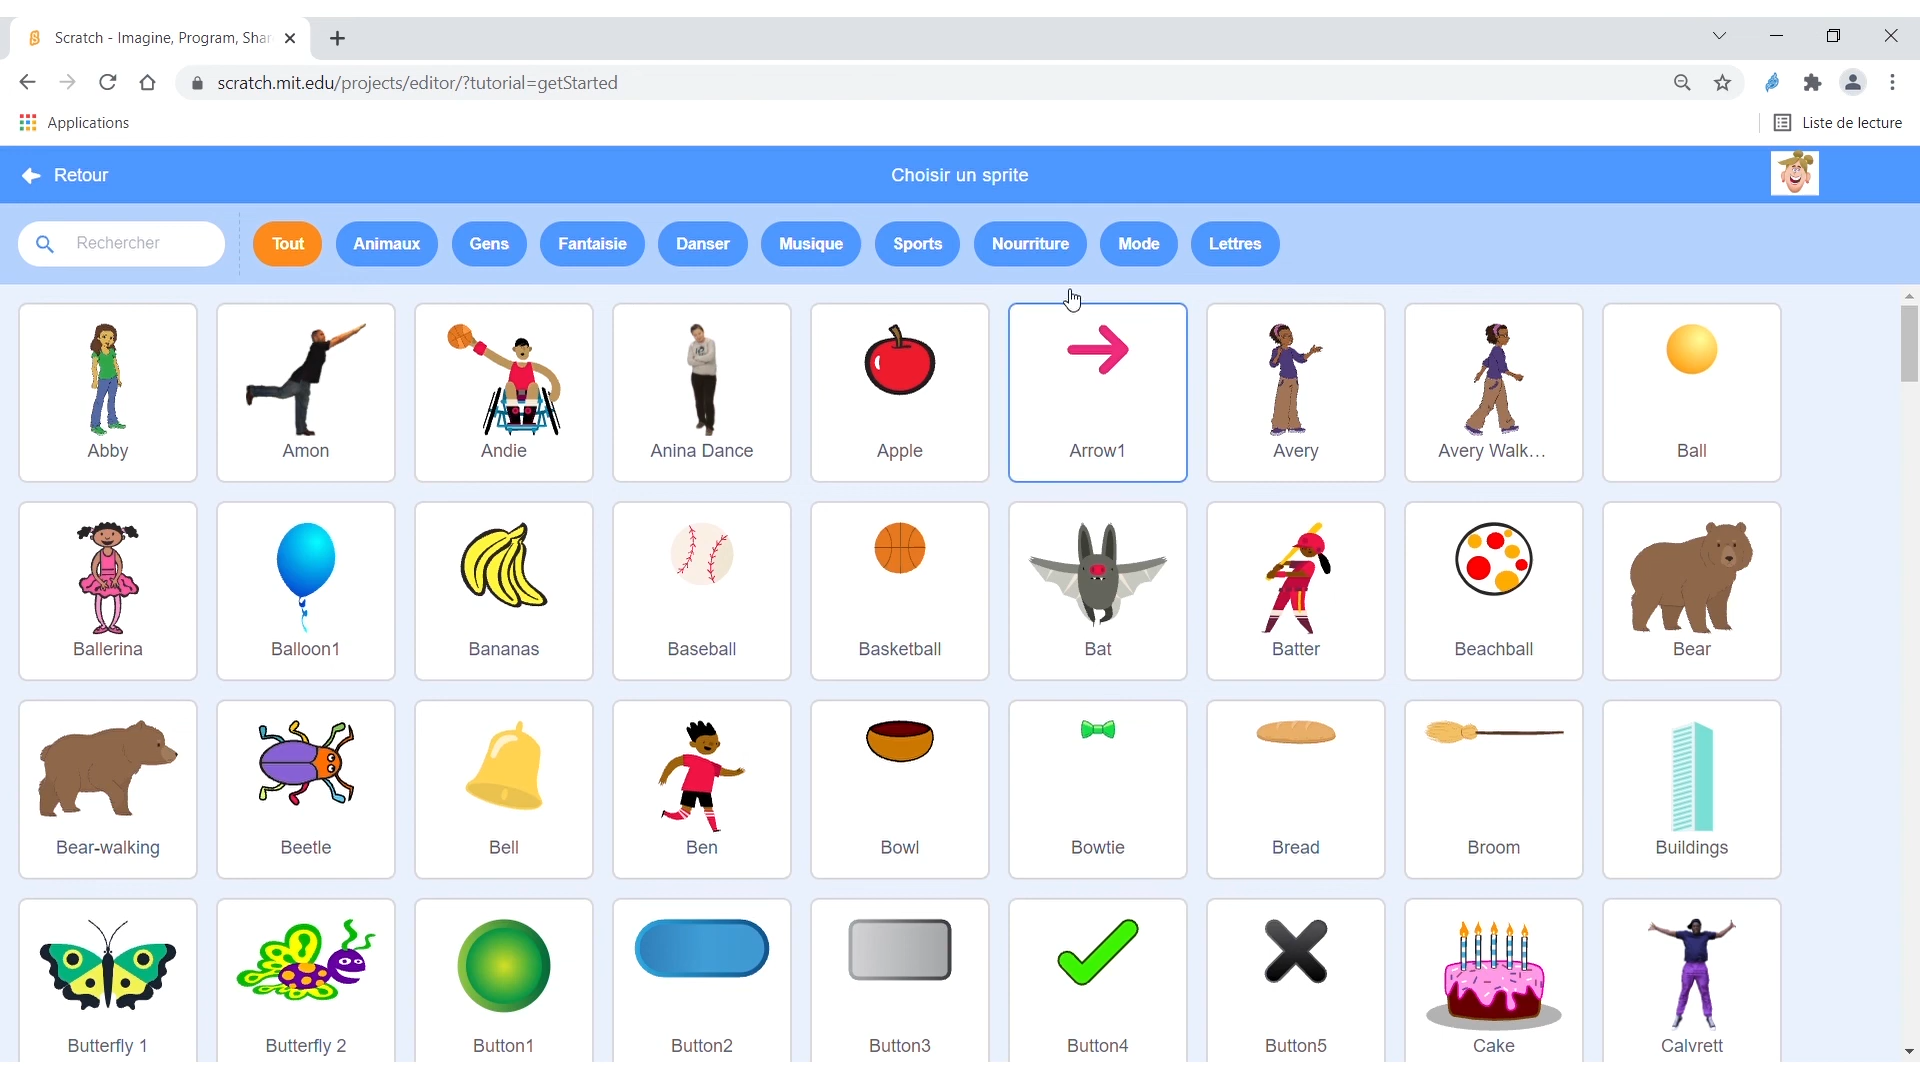 Scratch - Imagine, Program, Shar
scratch.mit.edu/projects/editor/?tutorial=getStarted
Applications
Liste de lecture
Retour
Choisir un sprite
Rechercher
Tout
Animaux
Gens
Fantaisie
Danser
Musique
Sports
Nourriture
Mode
Lettres
Abby
Amon
Andie
Anina Dance
Apple
Arrow1
Avery
Avery Walk...
Ball
Ballerina
Balloon1
Bananas
Baseball
Basketball
Bat
Batter
Beachball
Bear
Bear-walking
Beetle
Bell
Ben
Bowl
Bowtie
Bread
Broom
Buildings
Butterfly 1
Butterfly 2
Button1
Button2
Button3
Button4
Button5
Cake
Calvrett